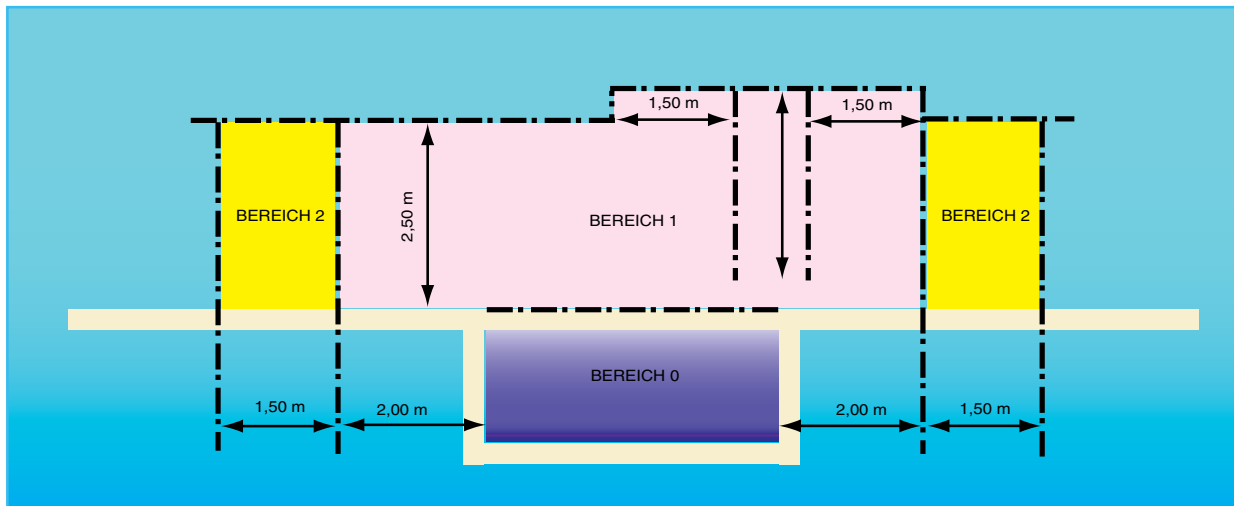 1,50 m
1,50 m
BEREICH 2
2,50 m
BEREICH 1
BEREICH 2
BEREICH 0
1,50 m
2,00 m
2,00 m
1,50 m